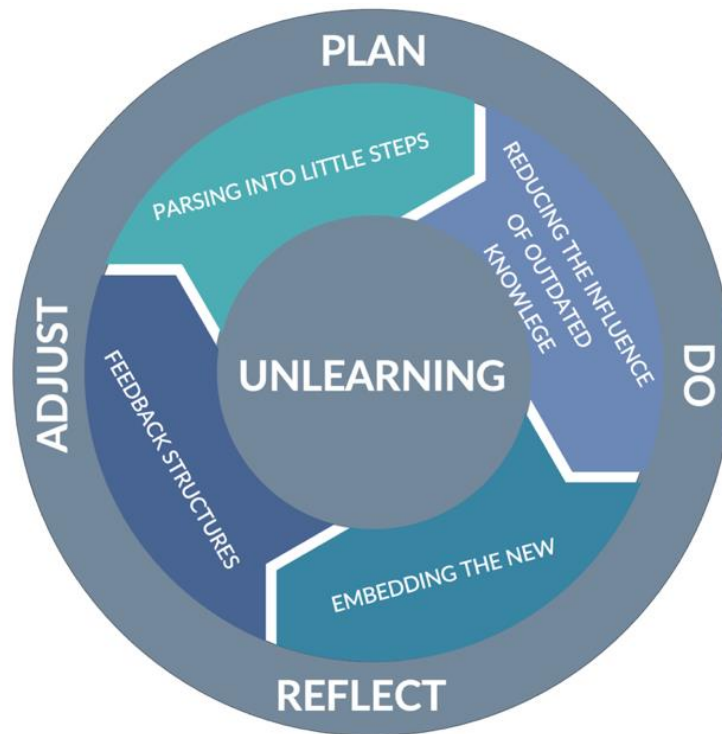 PLAN
PARSING INTO LITTLE STEPS
REDUCING THE INFLUENCE
OF OUTDATED
KNOWLEGE
DO
UNLEARNING
ADJUST
FEEDBACK STRUCTURES
EMBEDDING THE NEW
REFLECT